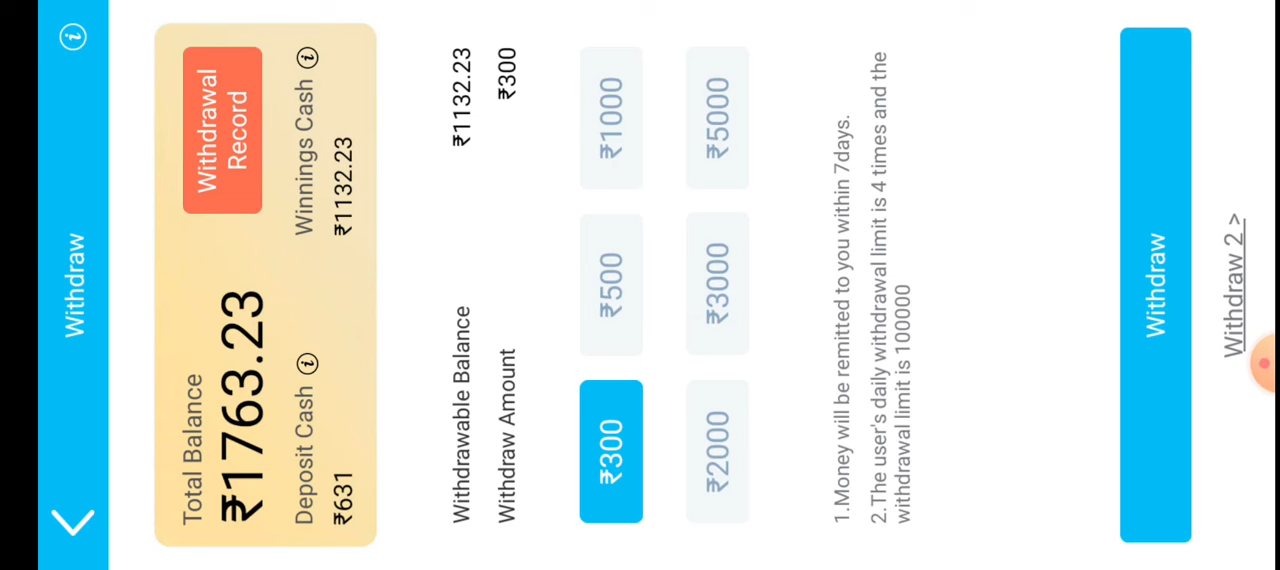 Withdraw
Total Balance
₹1763.23
Withdrawal
Record
Deposit Cash
Winnings Cash
₹631
₹1132.23
Withdrawable Balance
₹1132.23
Withdraw Amount
₹300
₹300
₹500
₹1000
₹2000
₹3000
₹5000
1.Money will be remitted to you within 7days.
2.The user's daily withdrawal limit is 4 times and the
withdrawal limit is 100000
Withdraw
Withdraw 2 >